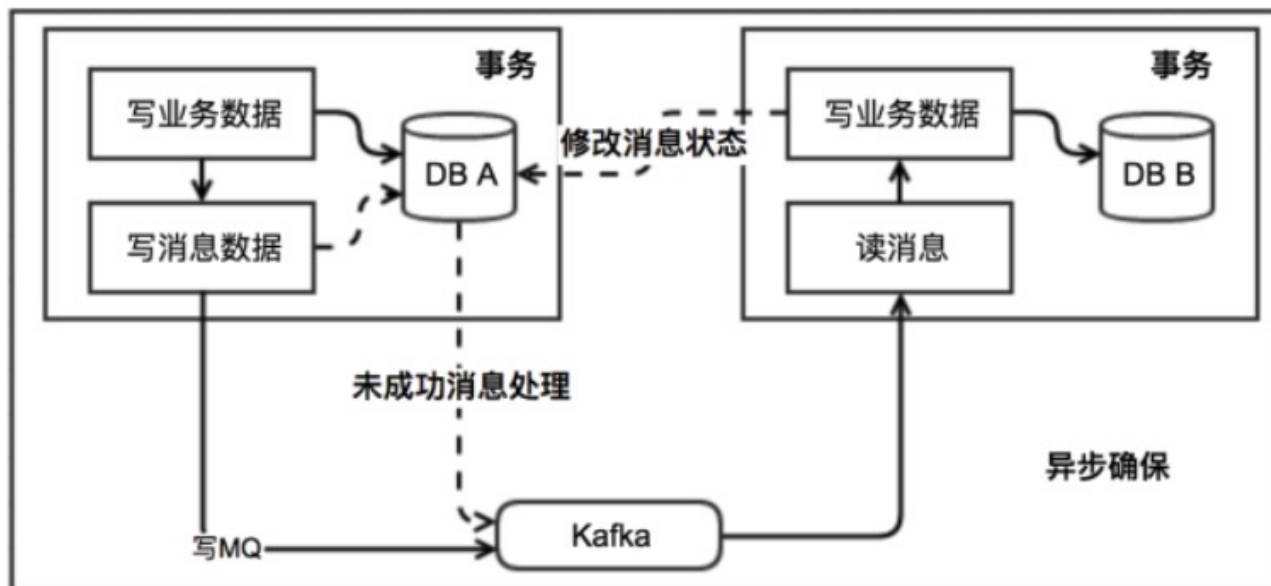 事务
写业务数据
DB A
写消息数据
修改消息状态
事务
写业务数据
DB B
读消息
未成功消息处理
异步确保
写MQ
Kafka